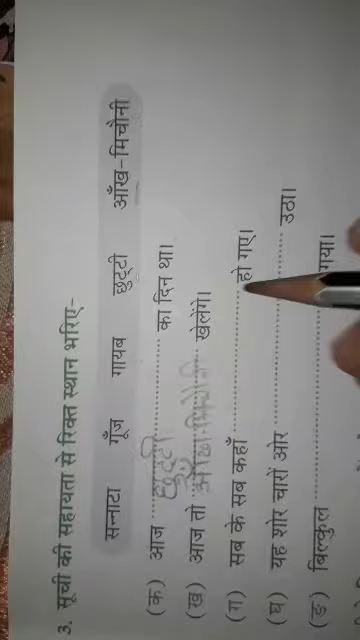 3. सूची की सहायता से रिक्त स्थान भरिए-
सन्नाटा गूँज गायब छुट्टी आँख-मिचौनी
(क) आज छुट्टी का दिन था।
(ख) आज तो आँख मिचौनी खेलेंगे।
(ग) सब के सब कहाँ .................... हो गए।
(घ) यह शोर चारों ओर .................... उठा।
(ङ) बिल्कुल .................... गया।